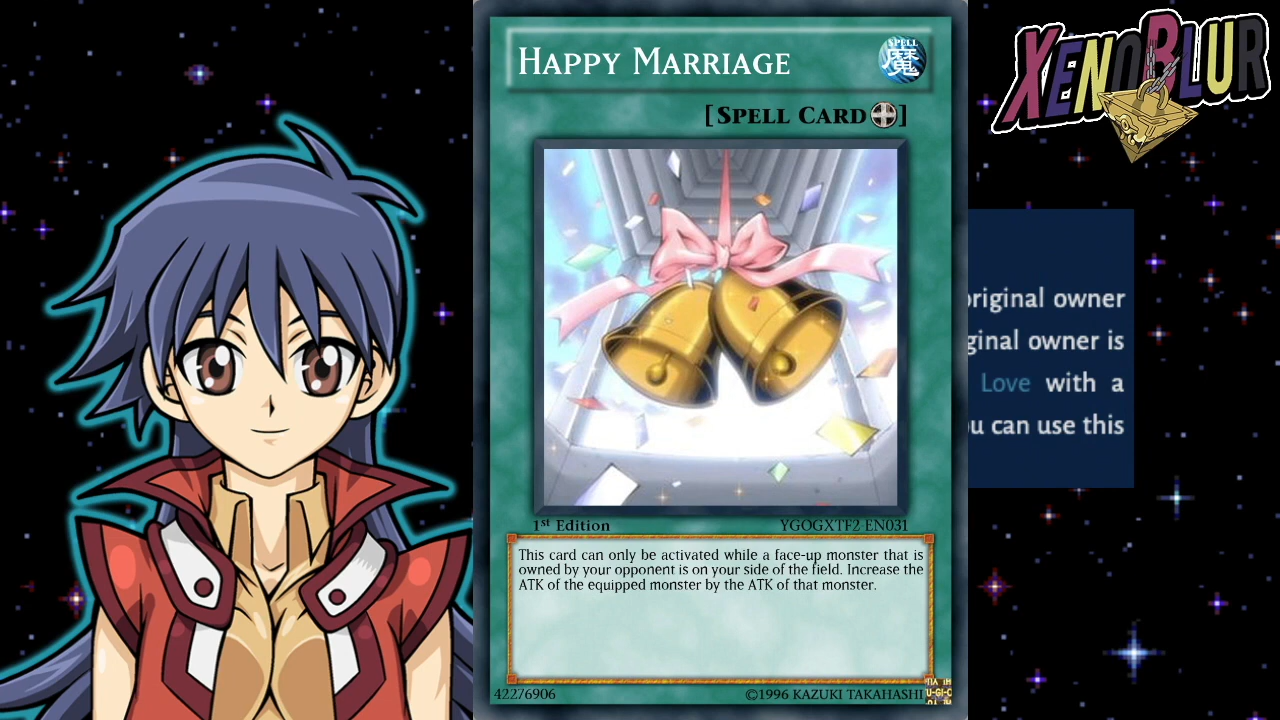 XENOBLUR
HAPPY MARRIAGE
SPELL
魔
[SPELL CARD]
original owner
ginal owner is
Love with a
u can use this
1st Edition
YGOGXTF2-EN031
This card can only be activated while a face-up monster that is
owned by your opponent is on your side of the field. Increase the
ATK of the equipped monster by the ATK of that monster.
42276906
©1996 KAZUKI TAKAHASHI